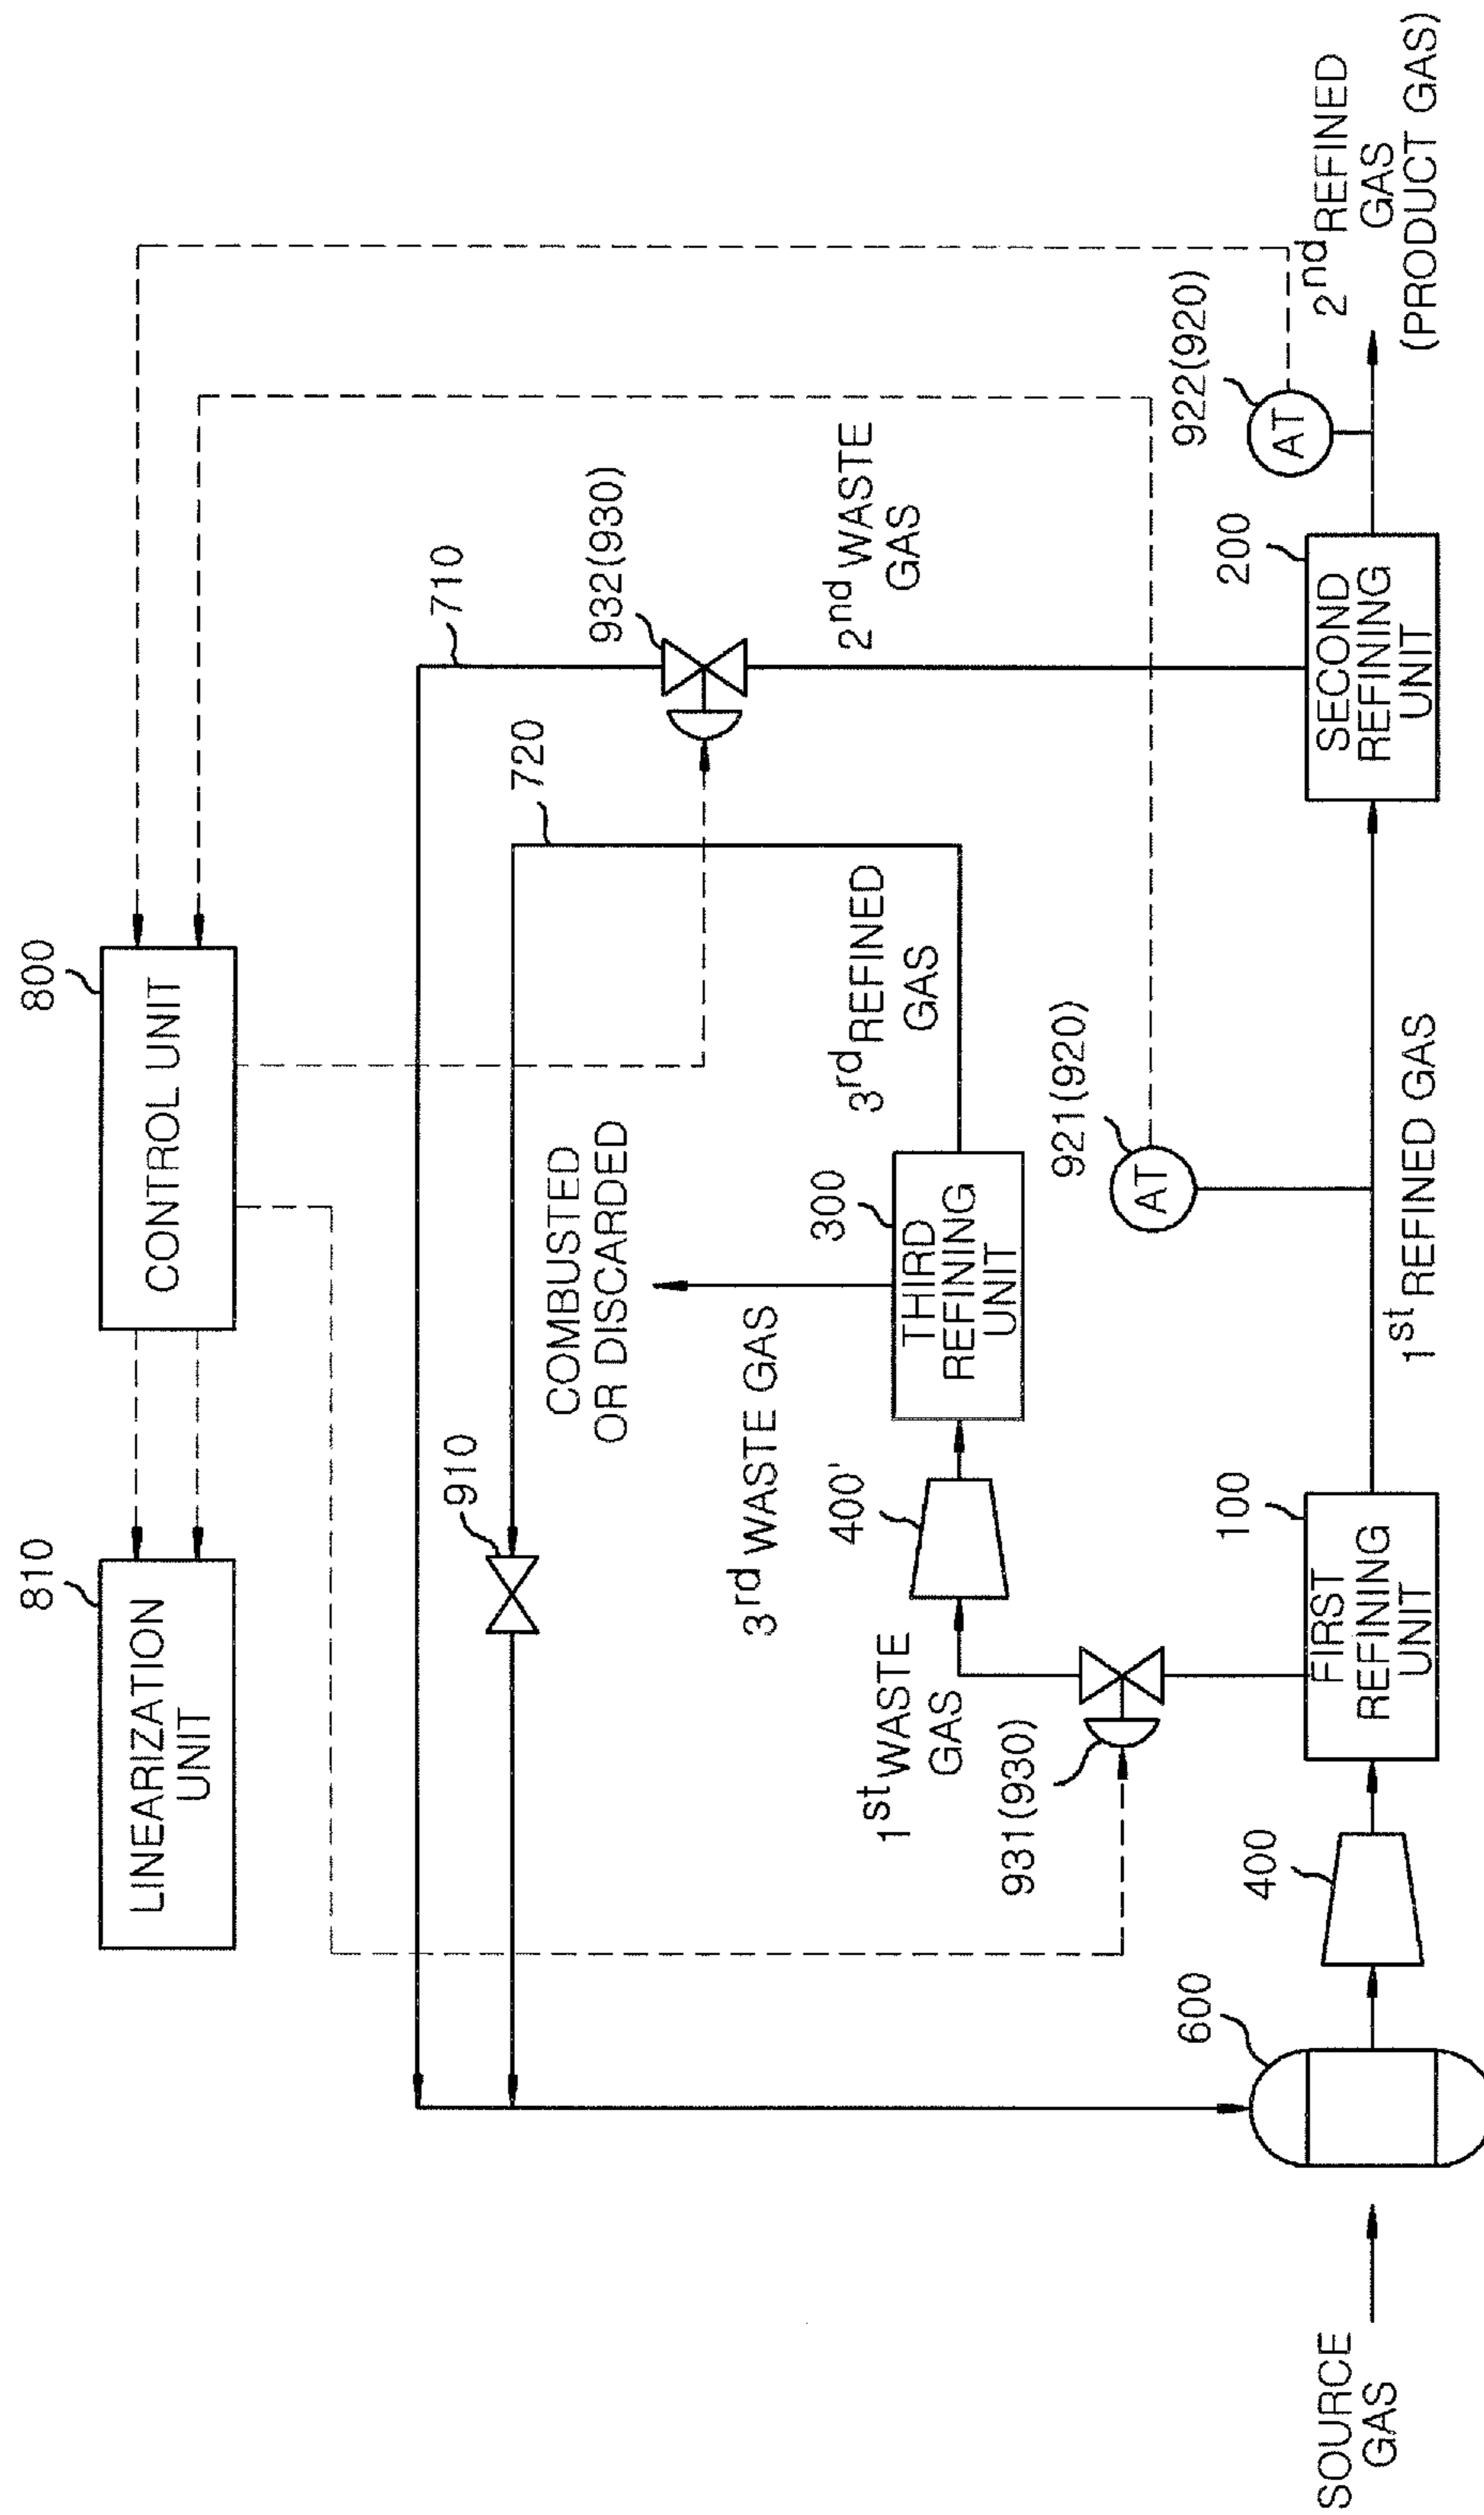 810
LINEARIZATION
UNIT
800
CONTROL UNIT
710
910
720
COMBUSTED
OR DISCARDED
932(930)
3rd WASTE GAS
2nd WASTE
GAS
400'
300
THIRD
REFINING
UNIT
3rd REFINED
GAS
1st WASTE
GAS
931(930)
921(920)
AT
922(920)
AT
600
400
100
FIRST
REFINING
UNIT
200
SECOND
REFINING
UNIT
SOURCE
GAS
1st REFINED GAS
2nd REFINED
GAS
(PRODUCT GAS)